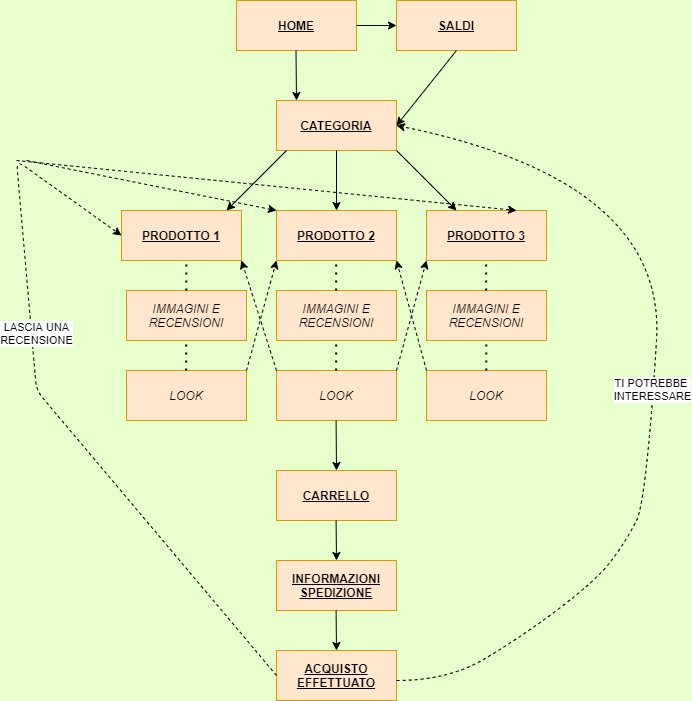 HOME
SALDI
CATEGORIA
PRODOTTO 1
PRODOTTO 2
PRODOTTO 3
IMMAGINI E
RECENSIONI
IMMAGINI E
RECENSIONI
IMMAGINI E
RECENSIONI
LASCIA UNA
RECENSIONE
TI POTREBBE
INTERESSARE
LOOK
LOOK
LOOK
CARRELLO
INFORMAZIONI
SPEDIZIONE
ACQUISTO
EFFETTUATO